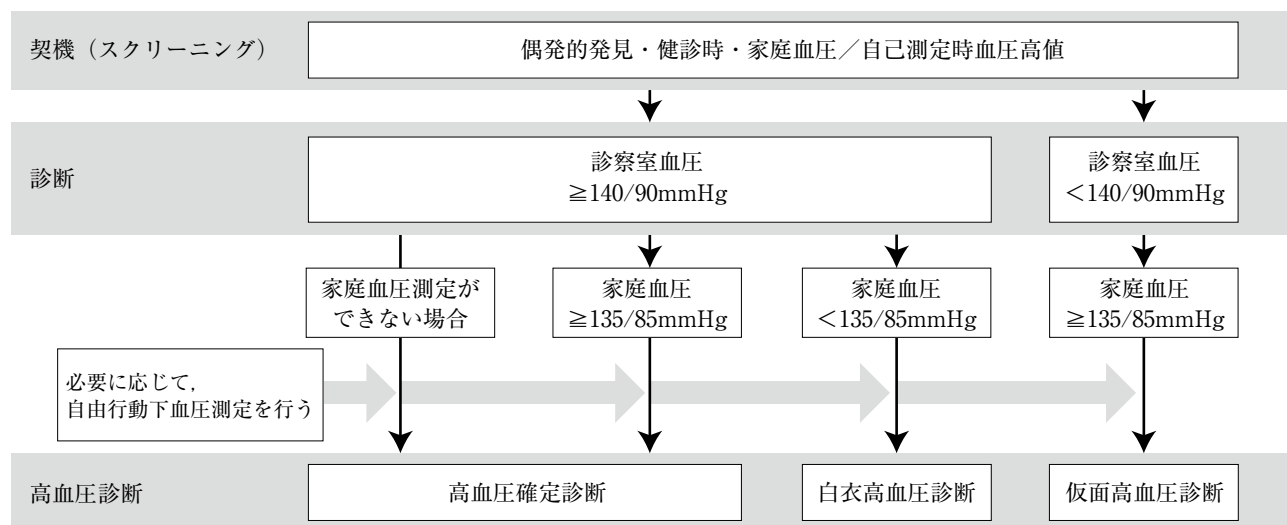 契機（スクリーニング）
偶発的発見・健診時・家庭血圧／自己測定時血圧高値
診断
診察室血圧
≧140/90mmHg
診察室血圧
＜140/90mmHg
家庭血圧測定が
できない場合
家庭血圧
≧135/85mmHg
家庭血圧
＜135/85mmHg
家庭血圧
≧135/85mmHg
必要に応じて，
自由行動下血圧測定を行う
高血圧診断
高血圧確定診断
白衣高血圧診断
仮面高血圧診断